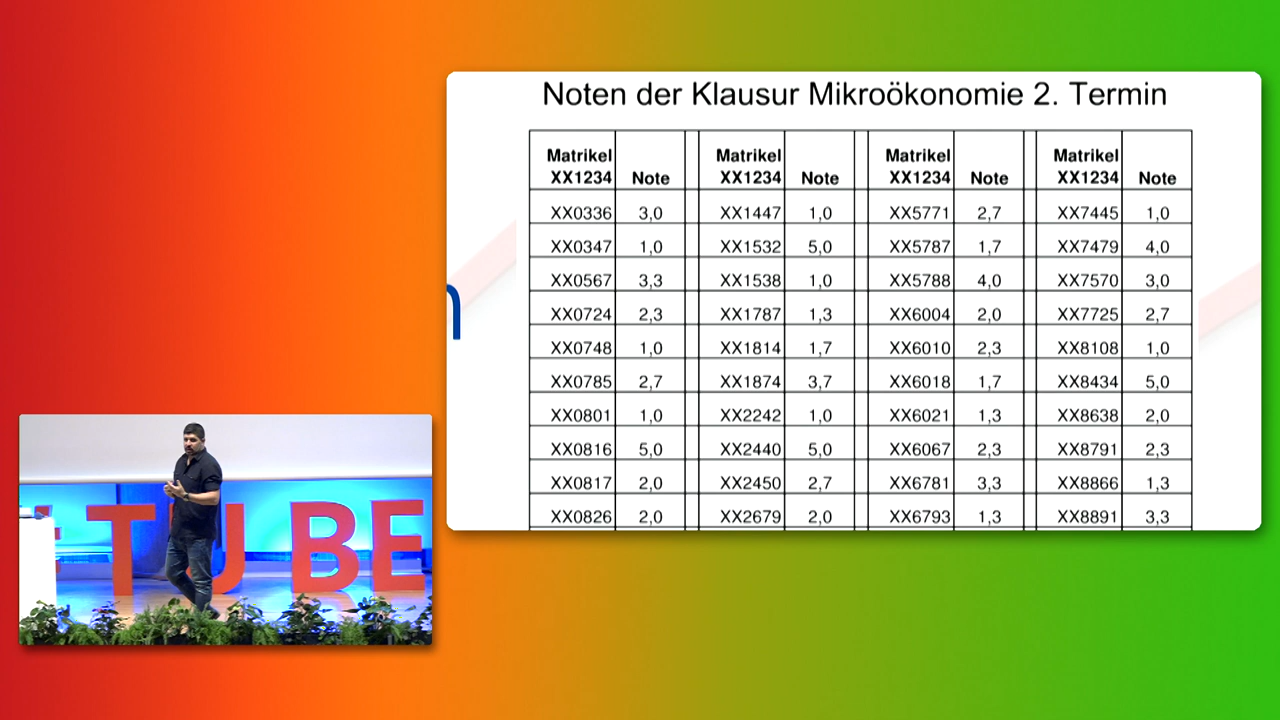 Noten der Klausur Mikroökonomie 2. Termin
Matrikel Matrikel Matrikel Matrikel
XX1234 Note XX1234 Note XX1234 Note XX1234 Note
XX0336 3,0 XX1447 1,0 XX5771 2,7 XX7445 1,0
XX0347 1,0 XX1532 5,0 XX5787 1,7 XX7479 4,0
XX0567 3,3 XX1538 1,0 XX5788 4,0 XX7570 3,0
XX0724 2,3 XX1787 1,3 XX6004 2,0 XX7725 2,7
XX0748 1,0 XX1814 1,7 XX6010 2,3 XX8108 1,0
XX0785 2,7 XX1874 3,7 XX6018 1,7 XX8434 5,0
XX0801 1,0 XX2242 1,0 XX6021 1,3 XX8638 2,0
XX0816 5,0 XX2440 5,0 XX6067 2,3 XX8791 2,3
XX0817 2,0 XX2450 2,7 XX6781 3,3 XX8866 1,3
XX0826 2,0 XX2679 2,0 XX6793 1,3 XX8891 3,3
TUBE